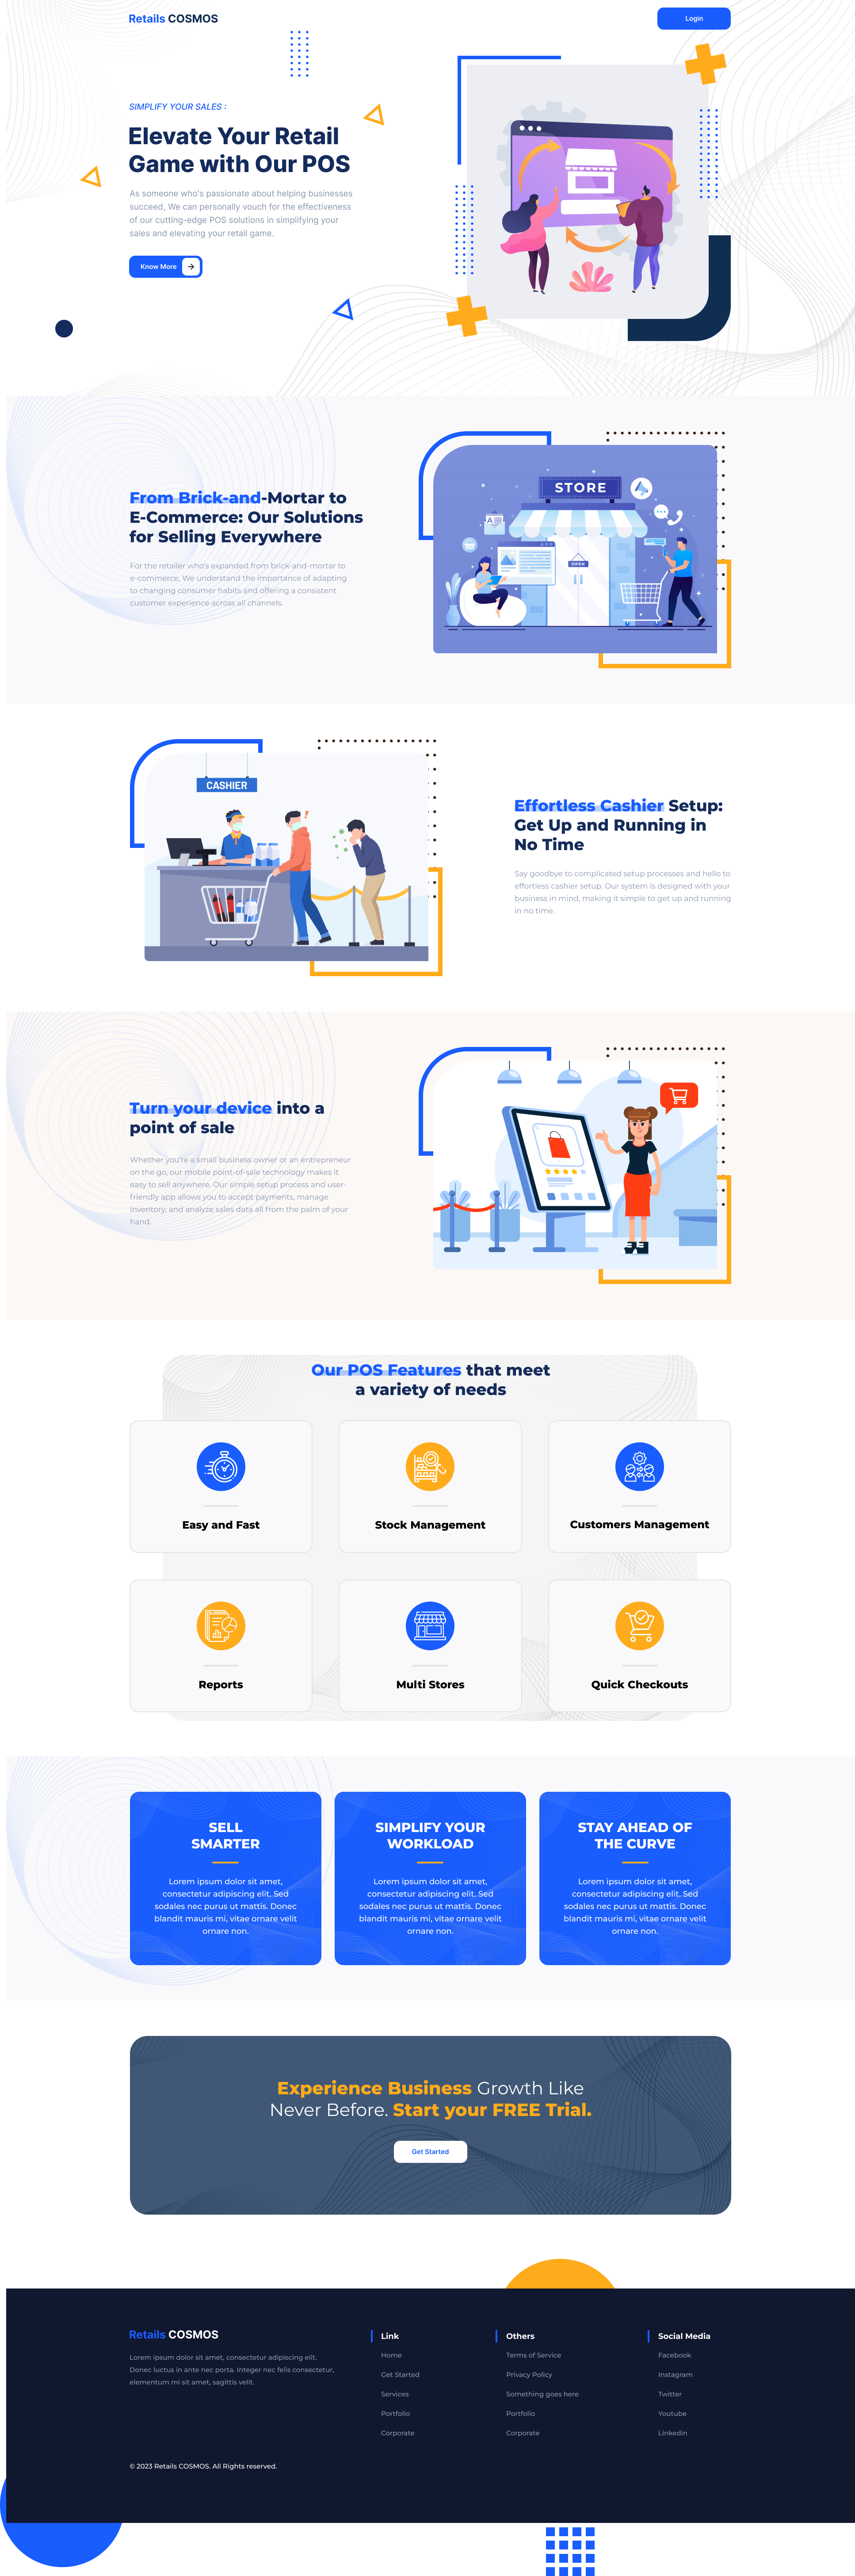 Retails COSMOS
Login
SIMPLIFY YOUR SALES :
Elevate Your Retail
Game with Our POS
As someone who's passionate about helping businesses
succeed, We can personally vouch for the effectiveness
of our cutting-edge POS solutions in simplifying your
sales and elevating your retail game.
Know More
From Brick-and-Mortar to
E-Commerce: Our Solutions
for Selling Everywhere
For the retailer who's expanded from brick-and-mortar to
e-commerce, We understand the importance of adapting
to changing consumer habits and offering a consistent
customer experience across all channels.
STORE
A
OPEN
CASHIER
Effortless Cashier Setup:
Get Up and Running in
No Time
Say goodbye to complicated setup processes and hello to
effortless cashier setup. Our system is designed with your
business in mind, making it simple to get up and running
in no time.
Turn your device into a
point of sale
Whether you're a small business owner or an entrepreneur
on the go, our mobile point-of-sale technology makes it
easy to sell anywhere. Our simple setup process and user-
friendly app allows you to accept payments, manage
inventory, and analyze sales data all from the palm of your
hand.
Our POS Features that meet
a variety of needs
Easy and Fast
Stock Management
Customers Management
Reports
Multi Stores
Quick Checkouts
SELL
SMARTER
Lorem ipsum dolor sit amet,
consectetur adipiscing elit. Sed
sodales nec purus ut mattis. Donec
blandit mauris mi, vitae ornare velit
ornare non.
SIMPLIFY YOUR
WORKLOAD
Lorem ipsum dolor sit amet,
consectetur adipiscing elit. Sed
sodales nec purus ut mattis. Donec
blandit mauris mi, vitae ornare velit
ornare non.
STAY AHEAD OF
THE CURVE
Lorem ipsum dolor sit amet,
consectetur adipiscing elit. Sed
sodales nec purus ut mattis. Donec
blandit mauris mi, vitae ornare velit
ornare non.
Experience Business Growth Like
Never Before. Start your FREE Trial.
Get Started
Retails COSMOS
Lorem ipsum dolor sit amet, consectetur adipiscing elit.
Donec luctus in ante nec porta. Integer nec felis consectetur,
elementum mi sit amet, sagittis velit.
Link
Home
Get Started
Services
Portfolio
Corporate
Others
Terms of Service
Privacy Policy
Something goes here
Portfolio
Corporate
Social Media
Facebook
Instagram
Twitter
Youtube
Linkedin
© 2023 Retails COSMOS. All Rights reserved.